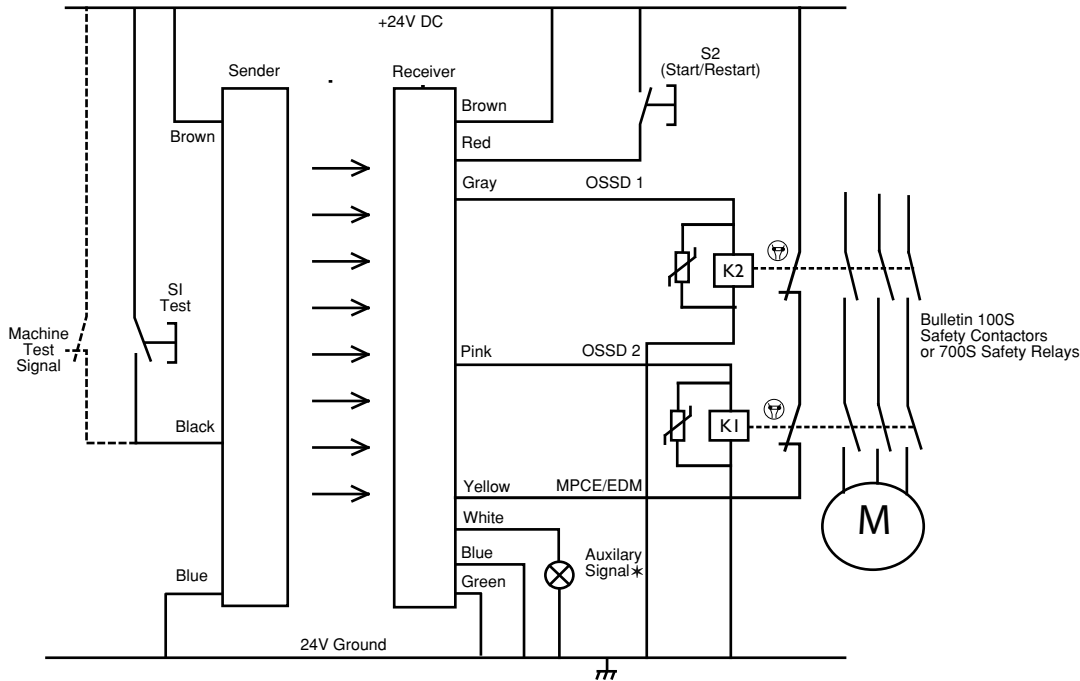 +24V DC
S2
(Start/Restart)
Sender
Receiver
Brown
Brown
Red
Gray
OSSD 1
K2
SI
Test
Machine
Test
Signal
Bulletin 100S
Safety Contactors
or 700S Safety Relays
Pink
OSSD 2
K1
Black
Yellow
MPCE/EDM
White
M
Blue
Auxilary
Signal*
Blue
Green
24V Ground